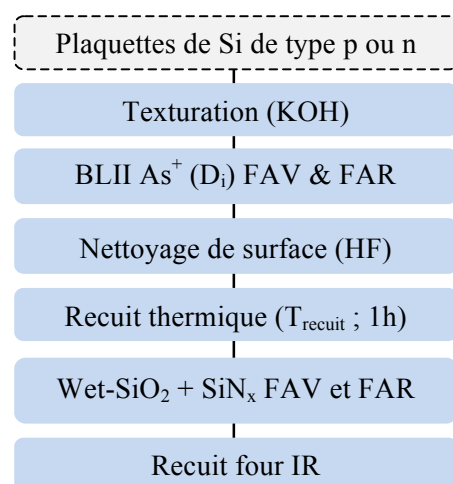 Plaquettes de Si de type p ou n
Texturation (KOH)
BLII As⁺ (Dᵢ) FAV & FAR
Nettoyage de surface (HF)
Recuit thermique (T_recuit ; 1h)
Wet-SiO₂ + SiNₓ FAV et FAR
Recuit four IR